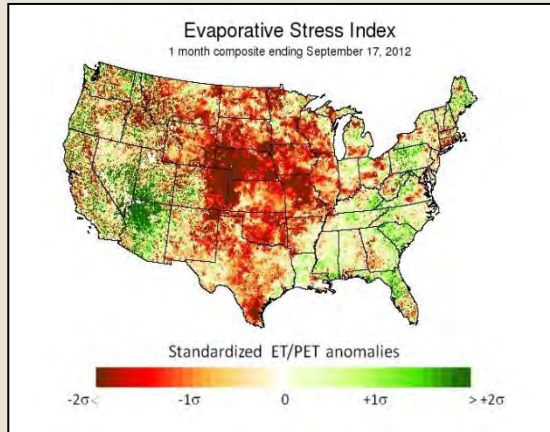 Evaporative Stress Index
1 month composite ending September 17, 2012
Standardized ET/PET anomalies
-2σ< -1σ 0 +1σ >+2σ